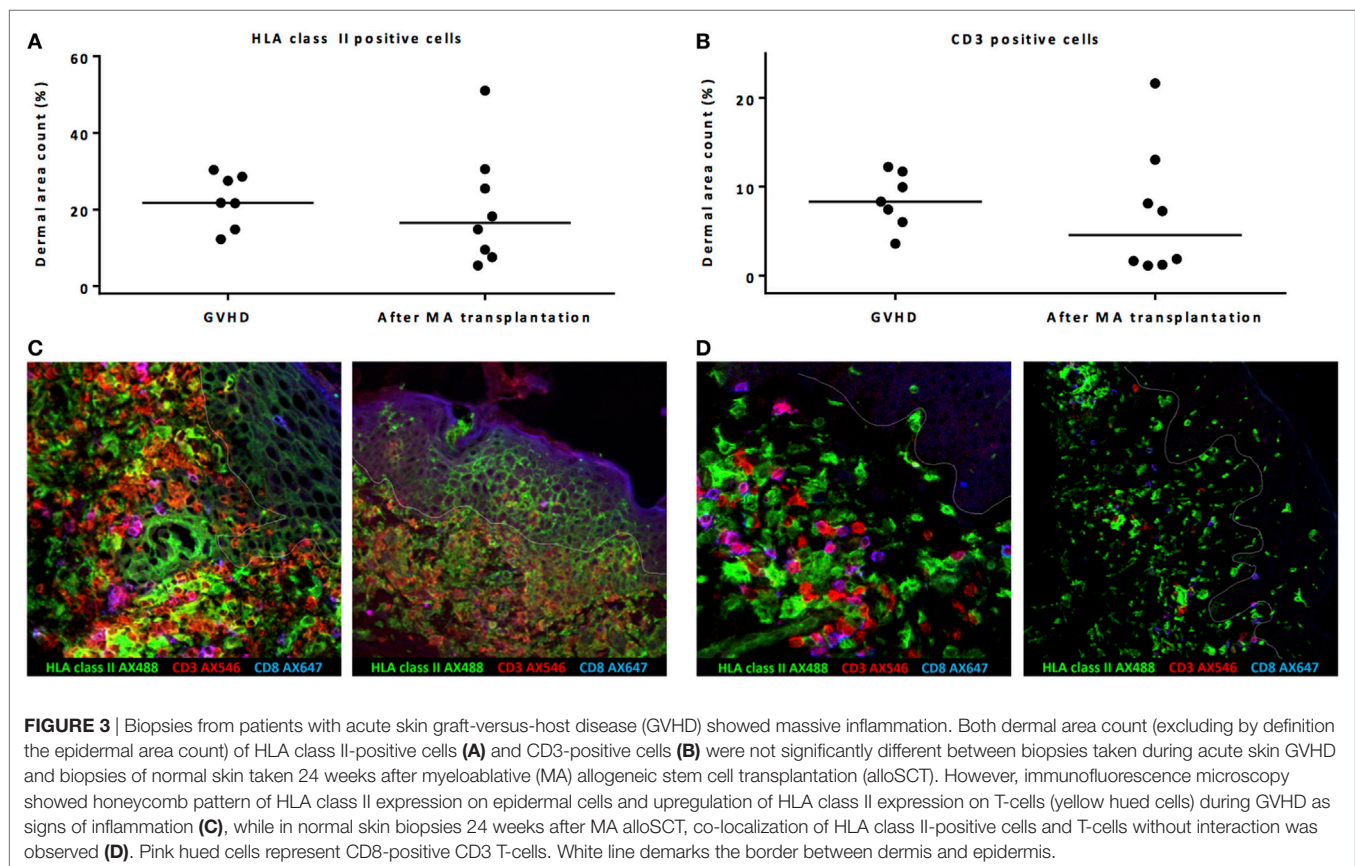 A
HLA class II positive cells
Dermal area count (%)
60
40
20
0
GVHD
After MA transplantation
B
CD3 positive cells
Dermal area count (%)
20
10
0
GVHD
After MA transplantation
C
HLA class II AX488 CD3 AX546 CD8 AX647
HLA class II AX488 CD3 AX546 CD8 AX647
D
HLA class II AX488 CD3 AX546 CD8 AX647
HLA class II AX488 CD3 AX546 CD8 AX647
FIGURE 3 | Biopsies from patients with acute skin graft-versus-host disease (GVHD) showed massive inflammation. Both dermal area count (excluding by definition
the epidermal area count) of HLA class II-positive cells (A) and CD3-positive cells (B) were not significantly different between biopsies taken during acute skin GVHD
and biopsies of normal skin taken 24 weeks after myeloablative (MA) allogeneic stem cell transplantation (alloSCT). However, immunofluorescence microscopy
showed honeycomb pattern of HLA class II expression on epidermal cells and upregulation of HLA class II expression on T-cells (yellow hued cells) during GVHD as
signs of inflammation (C), while in normal skin biopsies 24 weeks after MA alloSCT, co-localization of HLA class II-positive cells and T-cells without interaction was
observed (D). Pink hued cells represent CD8-positive CD3 T-cells. White line demarks the border between dermis and epidermis.